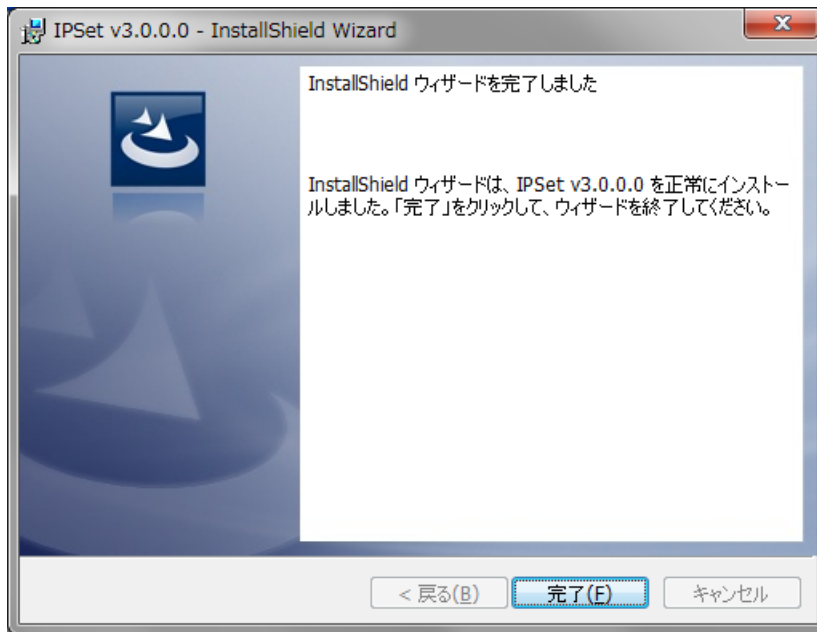 IPSet v3.0.0.0 - InstallShield Wizard
InstallShield ウィザードを完了しました
InstallShield ウィザードは、IPSet v3.0.0.0 を正常にインストー
ルしました。「完了」をクリックして、ウィザードを終了してください。
< 戻る(B)
完了(F)
キャンセル